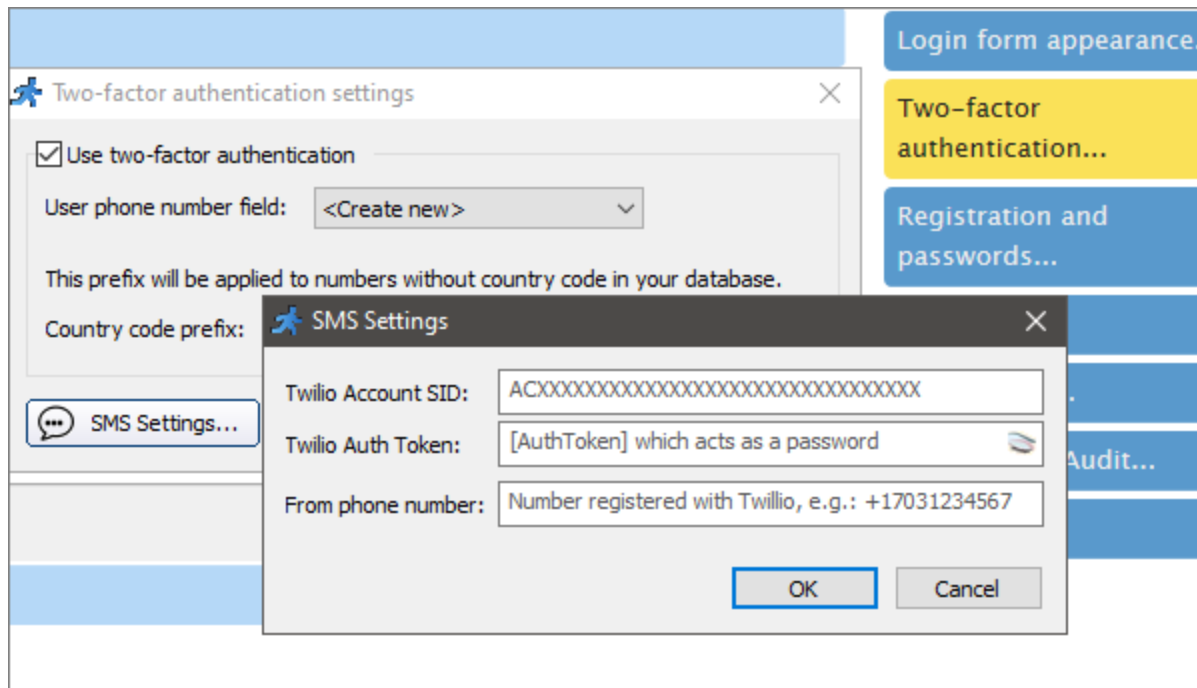 Login form appearance.
Two-factor authentication settings
Two-factor
authentication...
Use two-factor authentication
User phone number field:
<Create new>
Registration and
passwords...
This prefix will be applied to numbers without country code in your database.
Country code prefix:
SMS Settings
Twilio Account SID:
ACXXXXXXXXXXXXXXXXXXXXXXXXXXXXXXXX
SMS Settings...
Twilio Auth Token:
[AuthToken] which acts as a password
Audit...
From phone number:
Number registered with Twillio, e.g.: +17031234567
OK
Cancel